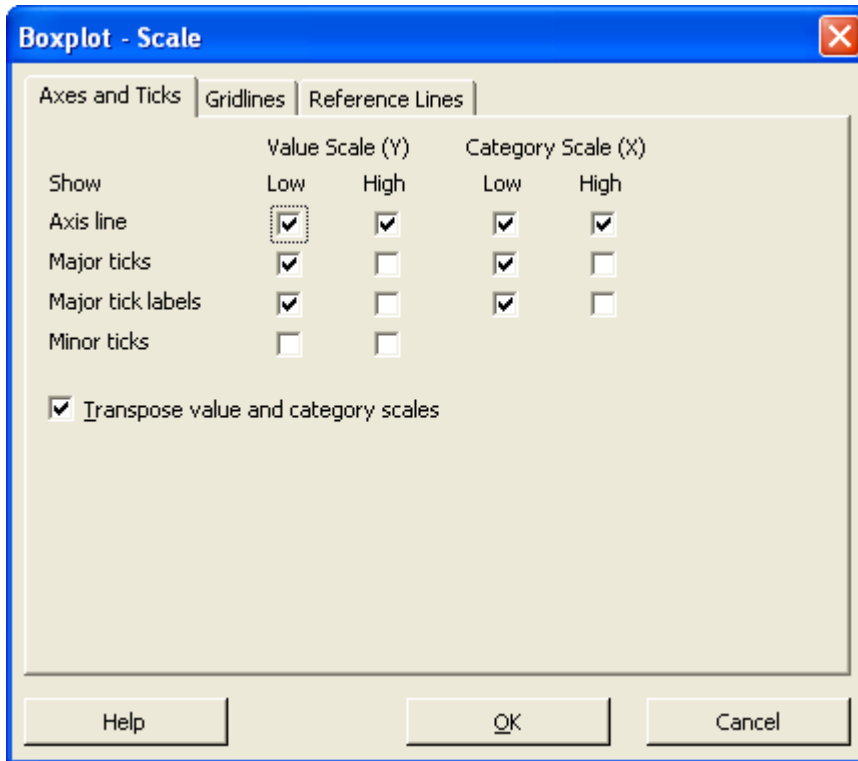 Boxplot - Scale
Axes and Ticks Gridlines Reference Lines
Value Scale (Y) Category Scale (X)
Show Low High Low High
Axis line
Major ticks
Major tick labels
Minor ticks
Transpose value and category scales
Help OK Cancel